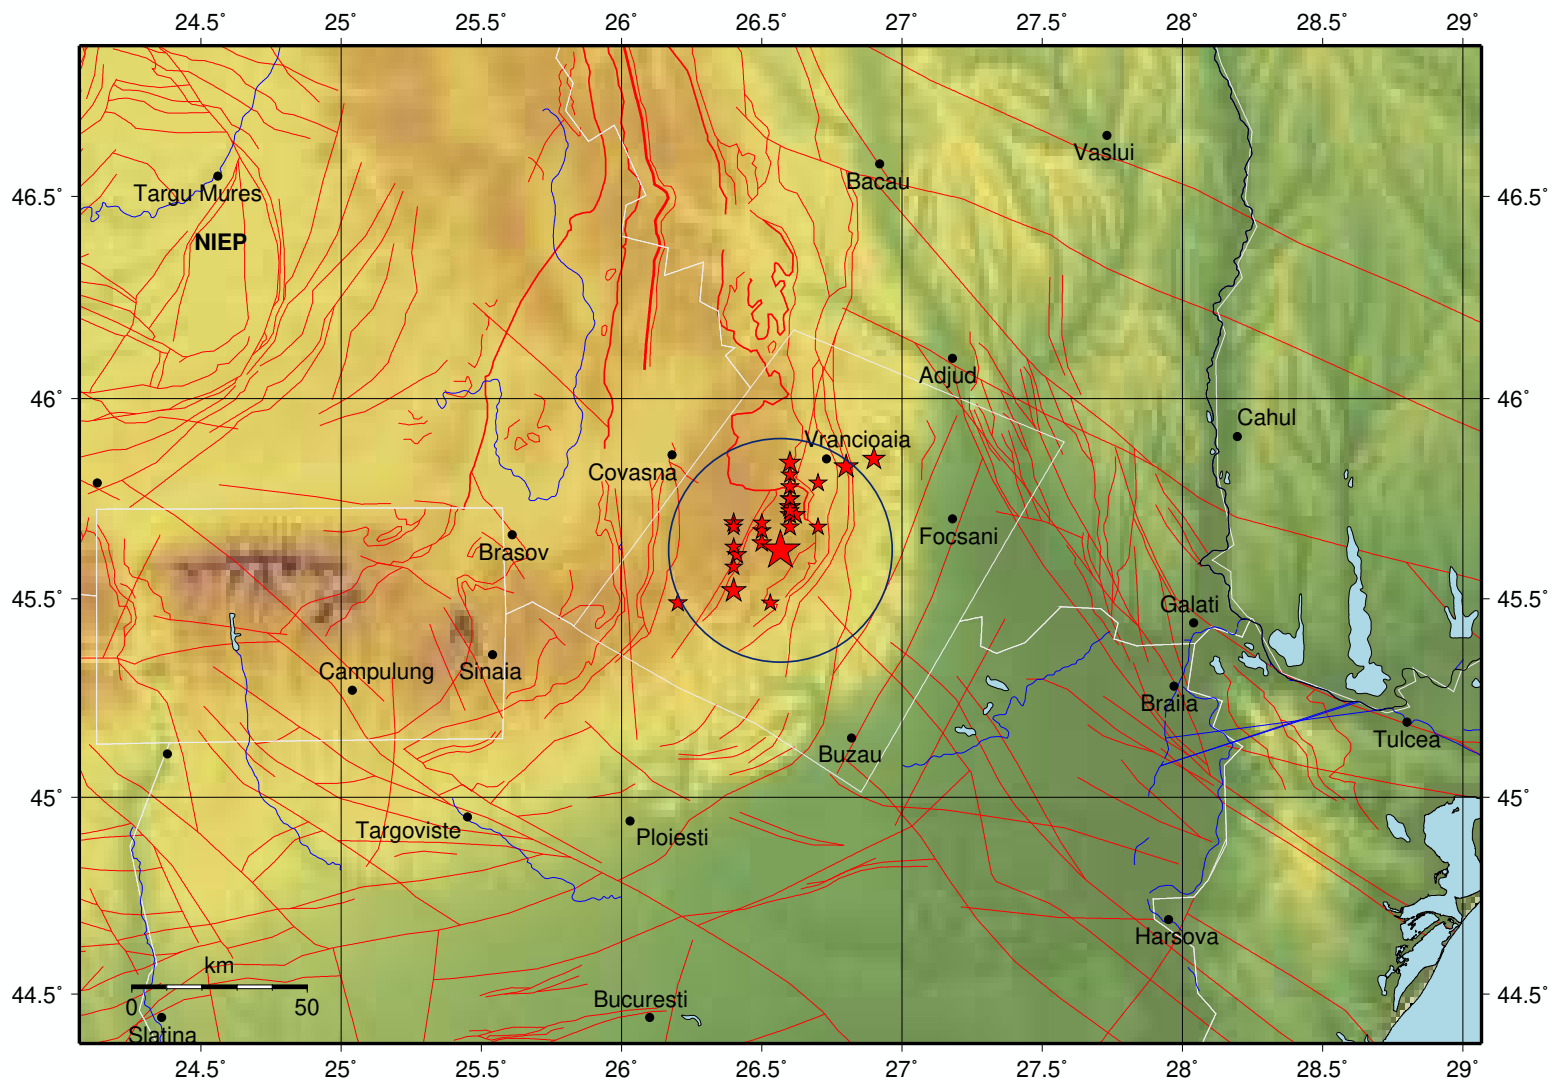 24.5˚ 25˚ 25.5˚ 26˚ 26.5˚ 27˚ 27.5˚ 28˚ 28.5˚ 29˚
Vaslui
Bacau
46.5˚ Targu Mures 46.5˚
NIEP
Adjud
46˚ 46˚
Cahul
Vrancioaia
Covasna
Focsani
Brasov
45.5˚ 45.5˚
Galati
Campulung Sinaia
Braila
Tulcea
Buzau
45˚ 45˚
Targoviste
Ploiesti
Harsova
km
44.5˚ 44.5˚
0 50
Bucuresti
Slatina
24.5˚ 25˚ 25.5˚ 26˚ 26.5˚ 27˚ 27.5˚ 28˚ 28.5˚ 29˚